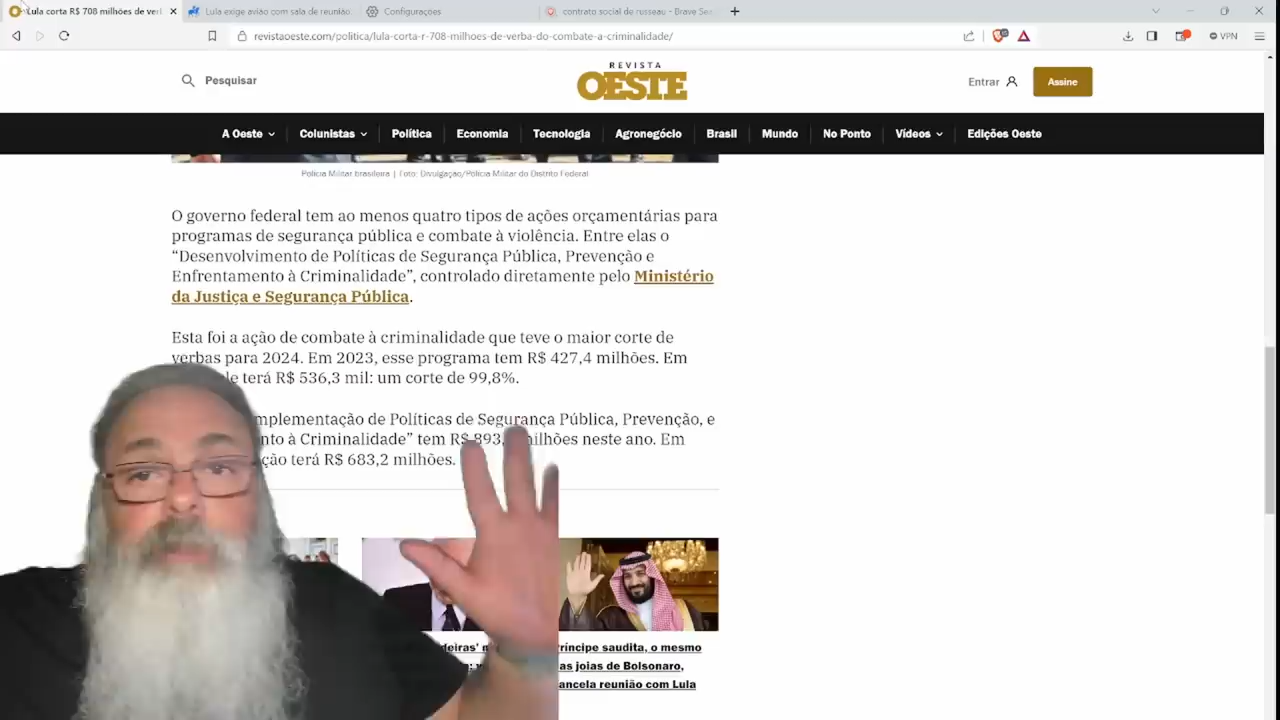 Lula corta R$ 708 milhões de ver
Lula exige avião com sala de reunião
Configurações
contrato social de russeau - Brave Sea
revistaoeste.com/politica/lula-corta-r-708-milhoes-de-verba-do-combate-a-criminalidade/
VPN
Pesquisar
REVISTA
OESTE
Entrar
Assine
A Oeste
Colunistas
Política
Economia
Tecnologia
Agronegócio
Brasil
Mundo
No Ponto
Vídeos
Edições Oeste
Polícia Militar brasileira | Foto: Divulgação/Polícia Militar do Distrito Federal
O governo federal tem ao menos quatro tipos de ações orçamentárias para
programas de segurança pública e combate à violência. Entre elas o
“Desenvolvimento de Políticas de Segurança Pública, Prevenção e
Enfrentamento à Criminalidade”, controlado diretamente pelo Ministério
da Justiça e Segurança Pública.
Esta foi a ação de combate à criminalidade que teve o maior corte de
verbas para 2024. Em 2023, esse programa tem R$ 427,4 milhões. Em
le terá R$ 536,3 mil: um corte de 99,8%.
mplementação de Políticas de Segurança Pública, Prevenção, e
nto à Criminalidade” tem R$ 893, milhões neste ano. Em
ção terá R$ 683,2 milhões.
deiras’
ríncipe saudita, o mesmo
as joias de Bolsonaro,
ancela reunião com Lula